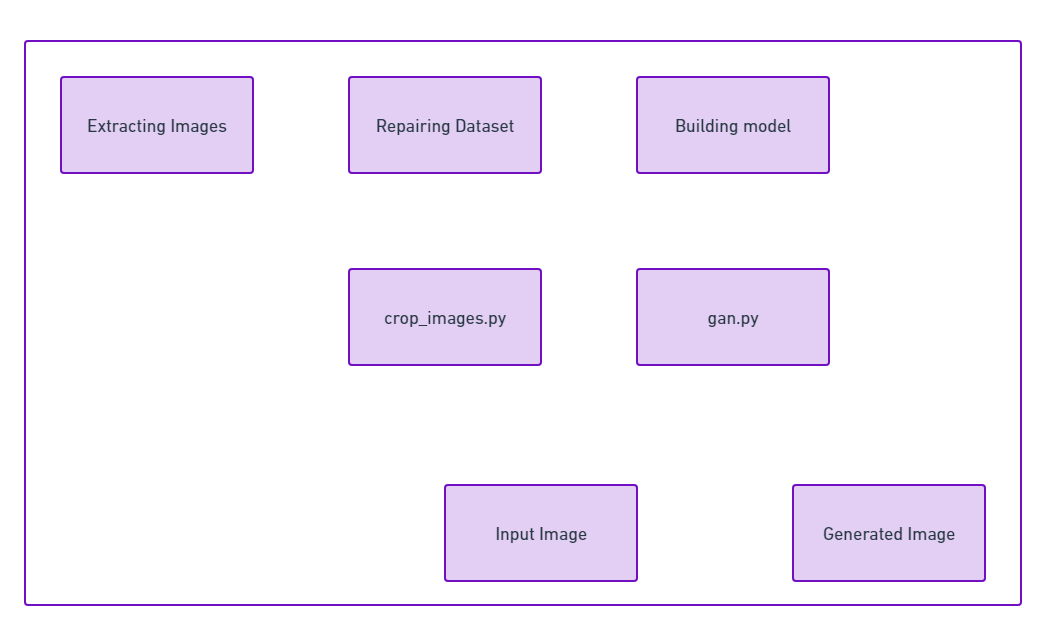 Extracting Images
Repairing Dataset
Building model
crop_images.py
gan.py
Input Image
Generated Image